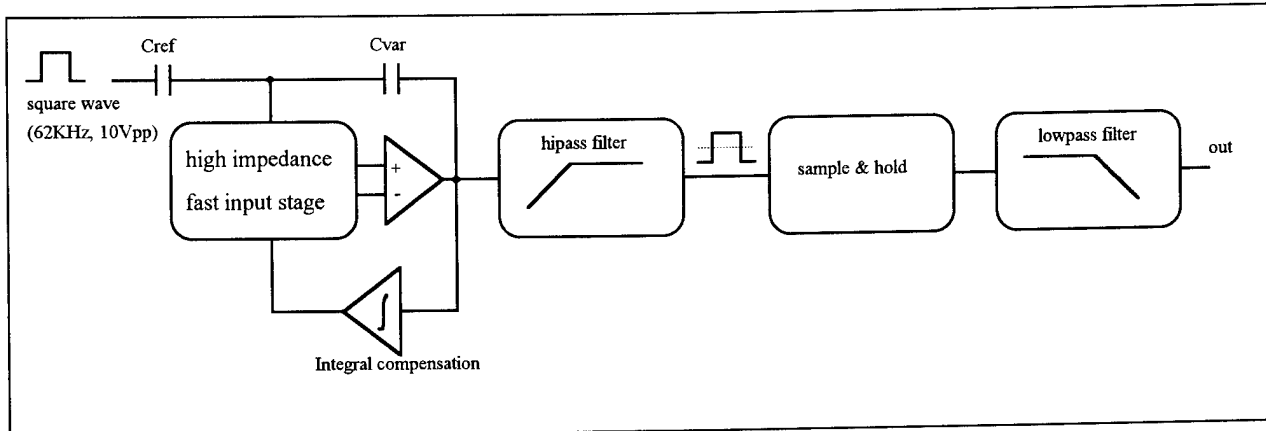 Cref
Cvar
square wave
(62KHz, 10Vpp)
high impedance
fast input stage
+
-
∫
Integral compensation
hipass filter
sample & hold
lowpass filter
out